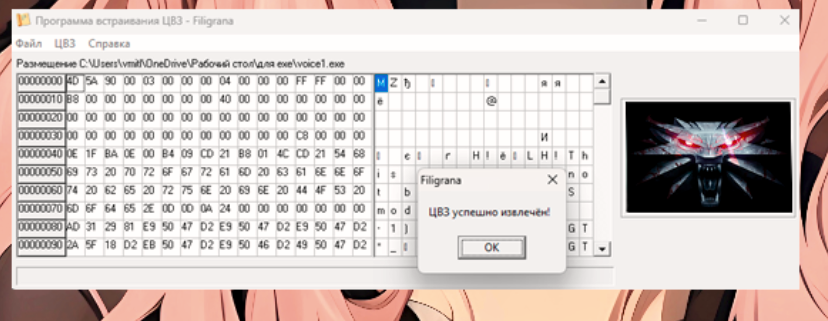 Программа встраивания ЦВЗ - Filigrana
Файл ЦВЗ Справка
Размещение C:\Users\vmitl\OneDrive\Рабочий стол\для exe\voice1.exe
00000000 4D 5A 90 00 03 00 00 00 04 00 00 00 FF FF 00 00 M Z ђ я я
00000010 B8 00 00 00 00 00 00 00 40 00 00 00 00 00 00 00 ё @
00000020 00 00 00 00 00 00 00 00 00 00 00 00 00 00 00 00
00000030 00 00 00 00 00 00 00 00 00 00 00 00 C8 00 00 00 И
00000040 0E 1F BA 0E 00 B4 09 CD 21 B8 01 4C CD 21 54 68 є ґ Н ! ё L Н ! T h
00000050 69 73 20 70 72 6F 67 72 61 6D 20 63 61 6E 6E 6F i s n o
00000060 74 20 62 65 20 72 75 6E 20 69 6E 20 44 4F 53 20 t b S
00000070 6D 6F 64 65 2E 0D 0D 0A 24 00 00 00 00 00 00 00 m o d
00000080 AD 31 29 81 E9 50 47 D2 E9 50 47 D2 E9 50 47 D2 - 1 ) G T
00000090 2A 5F 18 D2 EB 50 47 D2 E9 50 46 D2 49 50 47 D2 * _ G T
Filigrana
ЦВЗ успешно извлечён!
OK